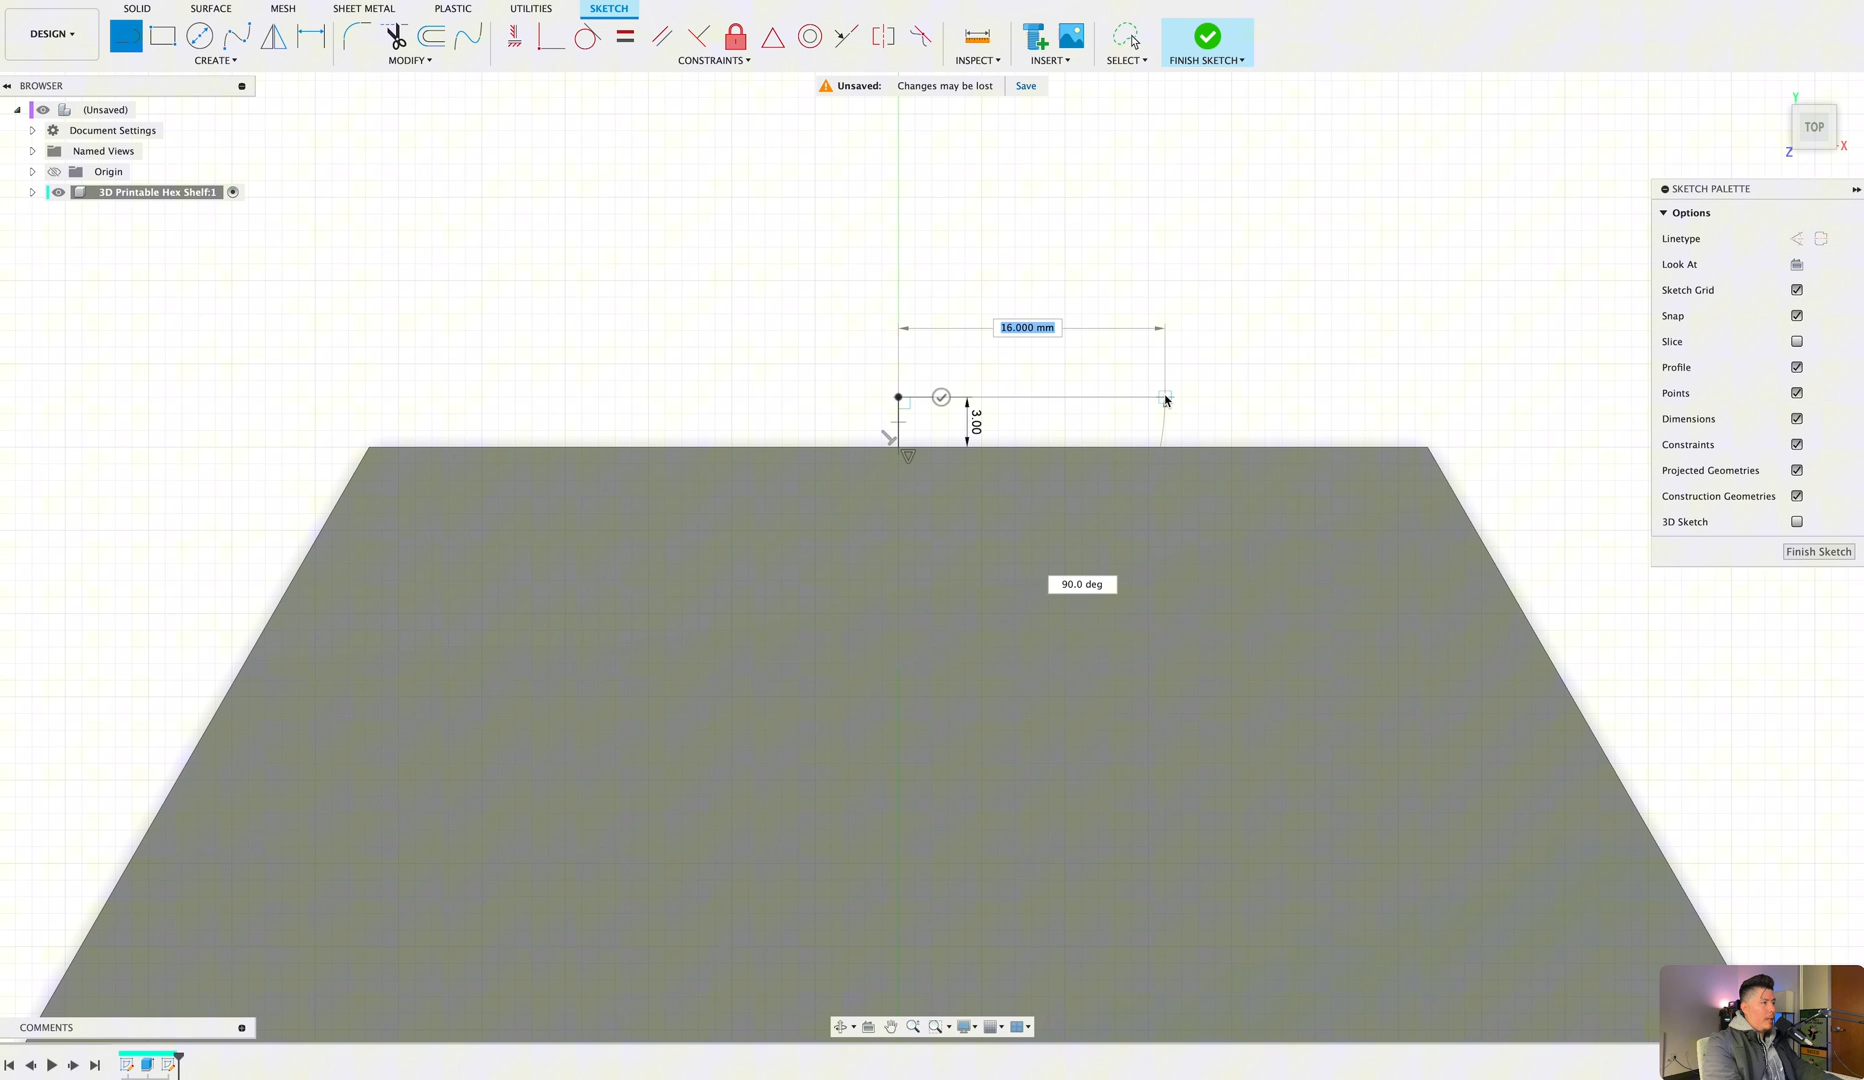 SOLID SURFACE MESH SHEET METAL PLASTIC UTILITIES SKETCH
DESIGN
CREATE MODIFY CONSTRAINTS INSPECT INSERT SELECT FINISH SKETCH
BROWSER
Unsaved: Changes may be lost Save
(Unsaved)
Document Settings
Named Views
Origin
3D Printable Hex Shelf:1
Y
TOP
Z
X
SKETCH PALETTE
Options
Linetype
Look At
Sketch Grid
Snap
Slice
Profile
Points
Dimensions
Constraints
Projected Geometries
Construction Geometries
3D Sketch
Finish Sketch
16.000 mm
3.00
90.0 deg
COMMENTS